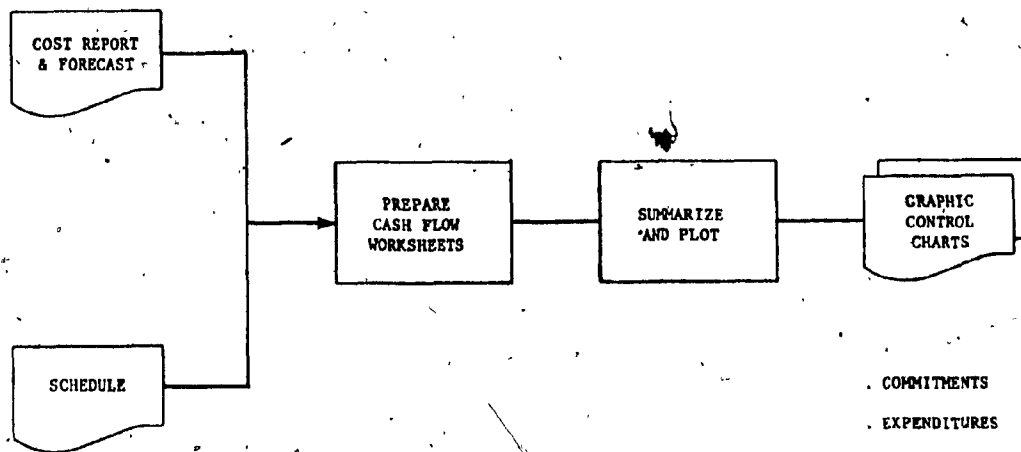 COST REPORT
& FORECAST
PREPARE
CASH FLOW
WORKSHEETS
SUMMARIZE
AND PLOT
GRAPHIC
CONTROL
CHARTS
SCHEDULE
. COMMITMENTS
. EXPENDITURES